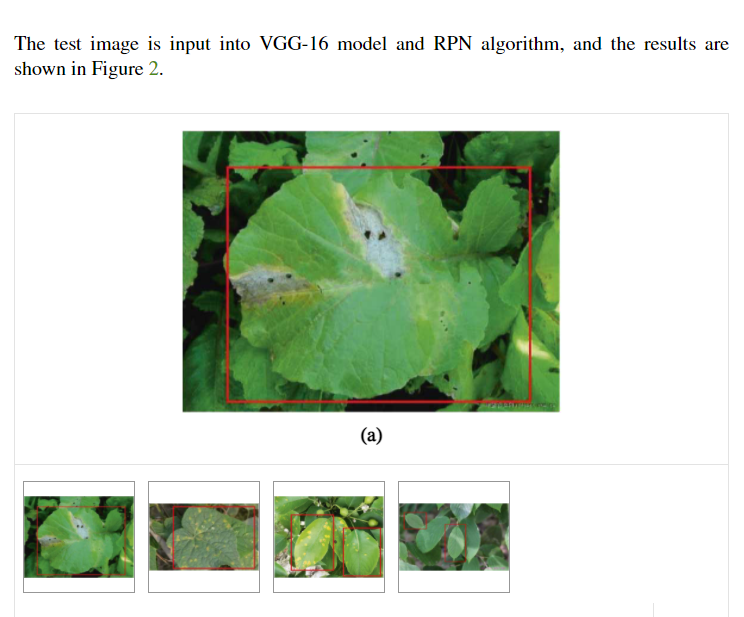 The test image is input into VGG-16 model and RPN algorithm, and the results are
shown in Figure 2.
(a)